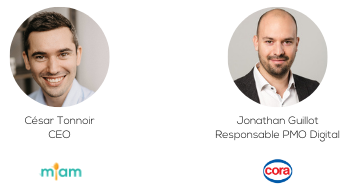 César Tonnoir
CEO
Jonathan Guillot
Responsable PMO Digital
miam
cora